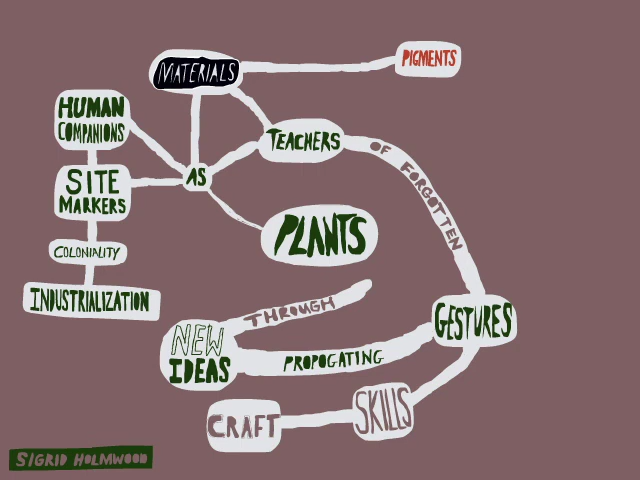 MATERIALS
PIGMENTS
HUMAN
COMPANIONS
TEACHERS
OF FORGOTTEN
SITE
MARKERS
AS
PLANTS
COLONIALITY
INDUSTRIALIZATION
THROUGH
GESTURES
NEW
IDEAS
PROPOGATING
CRAFT
SKILLS
SIGRID HOLMWOOD